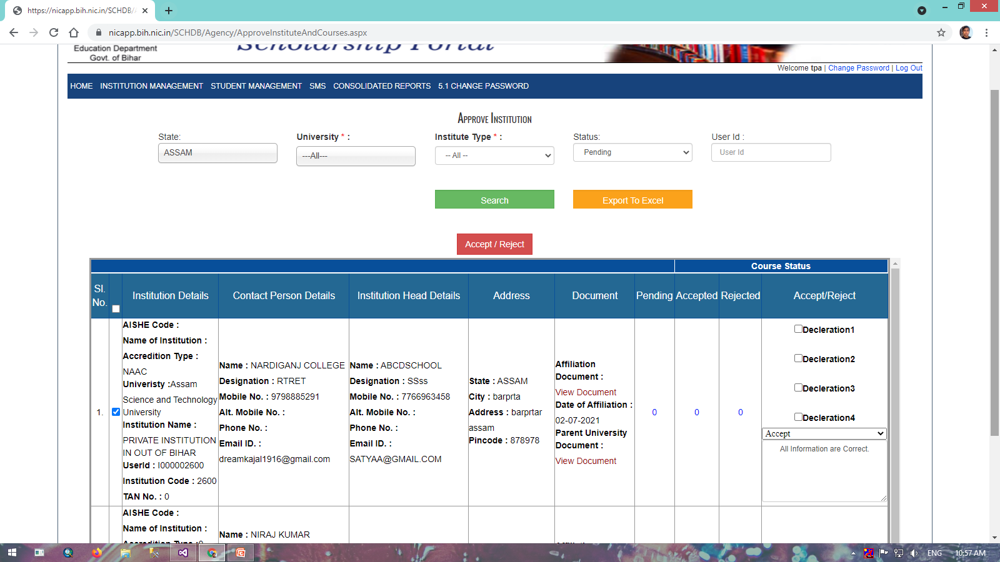 https://nicapp.bih.nic.in/SCHDB/
nicapp.bih.nic.in/SCHDB/Agency/ApproveInstituteAndCourses.aspx
Education Department
Govt. of Bihar
Scholarship Portal
Welcome tpa | Change Password | Log Out
HOME INSTITUTION MANAGEMENT STUDENT MANAGEMENT SMS CONSOLIDATED REPORTS 5.1 CHANGE PASSWORD
Approve Institution
State: University * : Institute Type * : Status: User Id :
ASSAM ---All--- -- All -- Pending User Id
Search Export To Excel
Accept / Reject
Course Status
Sl. No. Institution Details Contact Person Details Institution Head Details Address Document Pending Accepted Rejected Accept/Reject
1.
AISHE Code :
Name of Institution :
Accredition Type :
NAAC
Univeristy :Assam
Science and Technology
University
Institution Name :
PRIVATE INSTITUTION
IN OUT OF BIHAR
UserId : I000002600
Institution Code : 2600
TAN No. : 0
Name : NARDIGANJ COLLEGE
Designation : RTRET
Mobile No. : 9798885291
Alt. Mobile No. :
Phone No. :
Email ID. :
dreamkajal1916@gmail.com
Name : ABCDSCHOOL
Designation : SSss
Mobile No. : 7766963458
Alt. Mobile No. :
Phone No. :
Email ID. :
SATYAA@GMAIL.COM
State : ASSAM
City : barprta
Address : barprtar
assam
Pincode : 878978
Affiliation
Document :
View Document
Date of Affiliation :
02-07-2021
Parent University
Document :
View Document
0 0 0
Decleration1
Decleration2
Decleration3
Decleration4
Accept
All Information are Correct.
AISHE Code :
Name of Institution :
Accredition Type :0
Name : NIRAJ KUMAR
ENG 10:57 AM